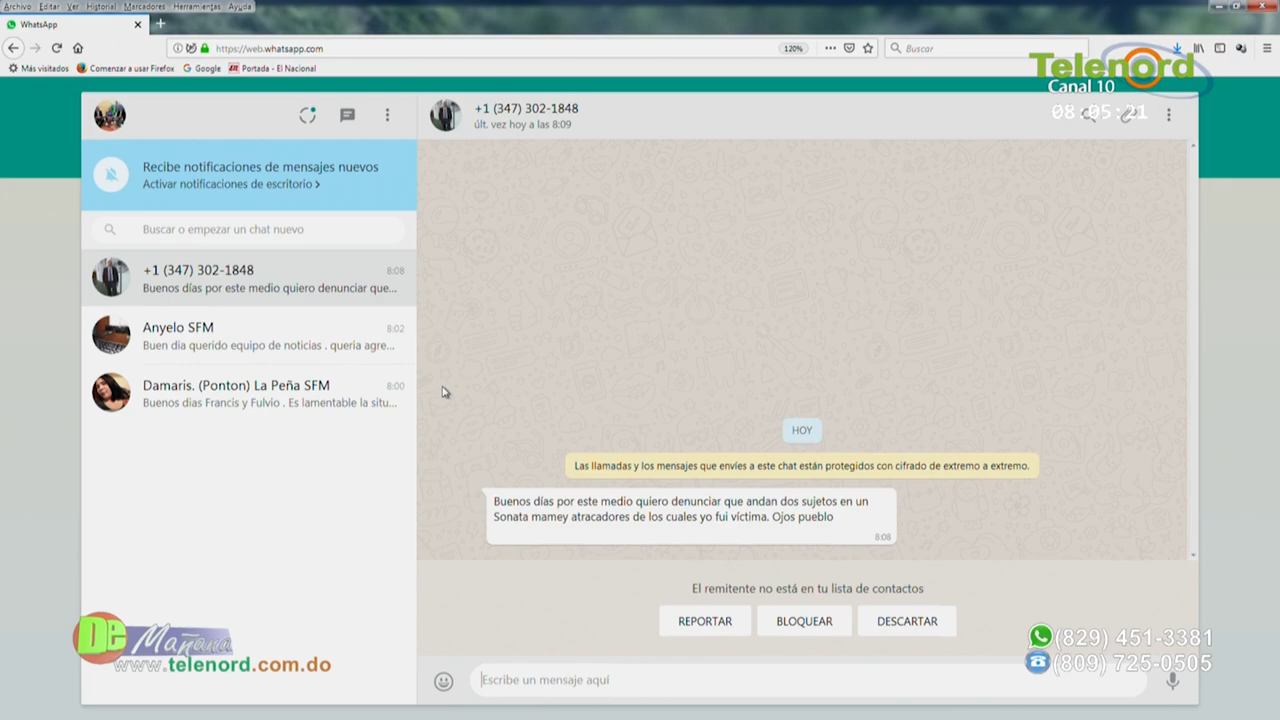 Archivo Editar Ver Historial Marcadores Herramientas Ayuda
WhatsApp
https://web.whatsapp.com
120%
Buscar
Más visitados Comenzar a usar Firefox Google Portada - El Nacional
Telenord
Canal 10
08:05:21
+1 (347) 302-1848
últ. vez hoy a las 8:09
Recibe notificaciones de mensajes nuevos
Activar notificaciones de escritorio >
Buscar o empezar un chat nuevo
+1 (347) 302-1848 8:08
Buenos días por este medio quiero denunciar que...
Anyelo SFM 8:02
Buen dia querido equipo de noticias . queria agre...
Damaris. (Ponton) La Peña SFM 8:00
Buenos dias Francis y Fulvio . Es lamentable la situ...
HOY
Las llamadas y los mensajes que envíes a este chat están protegidos con cifrado de extremo a extremo.
Buenos días por este medio quiero denunciar que andan dos sujetos en un
Sonata mamey atracadores de los cuales yo fui víctima. Ojos pueblo
8:08
El remitente no está en tu lista de contactos
REPORTAR BLOQUEAR DESCARTAR
Escribe un mensaje aquí
De Mañana
www.telenord.com.do
(829) 451-3381
(809) 725-0505